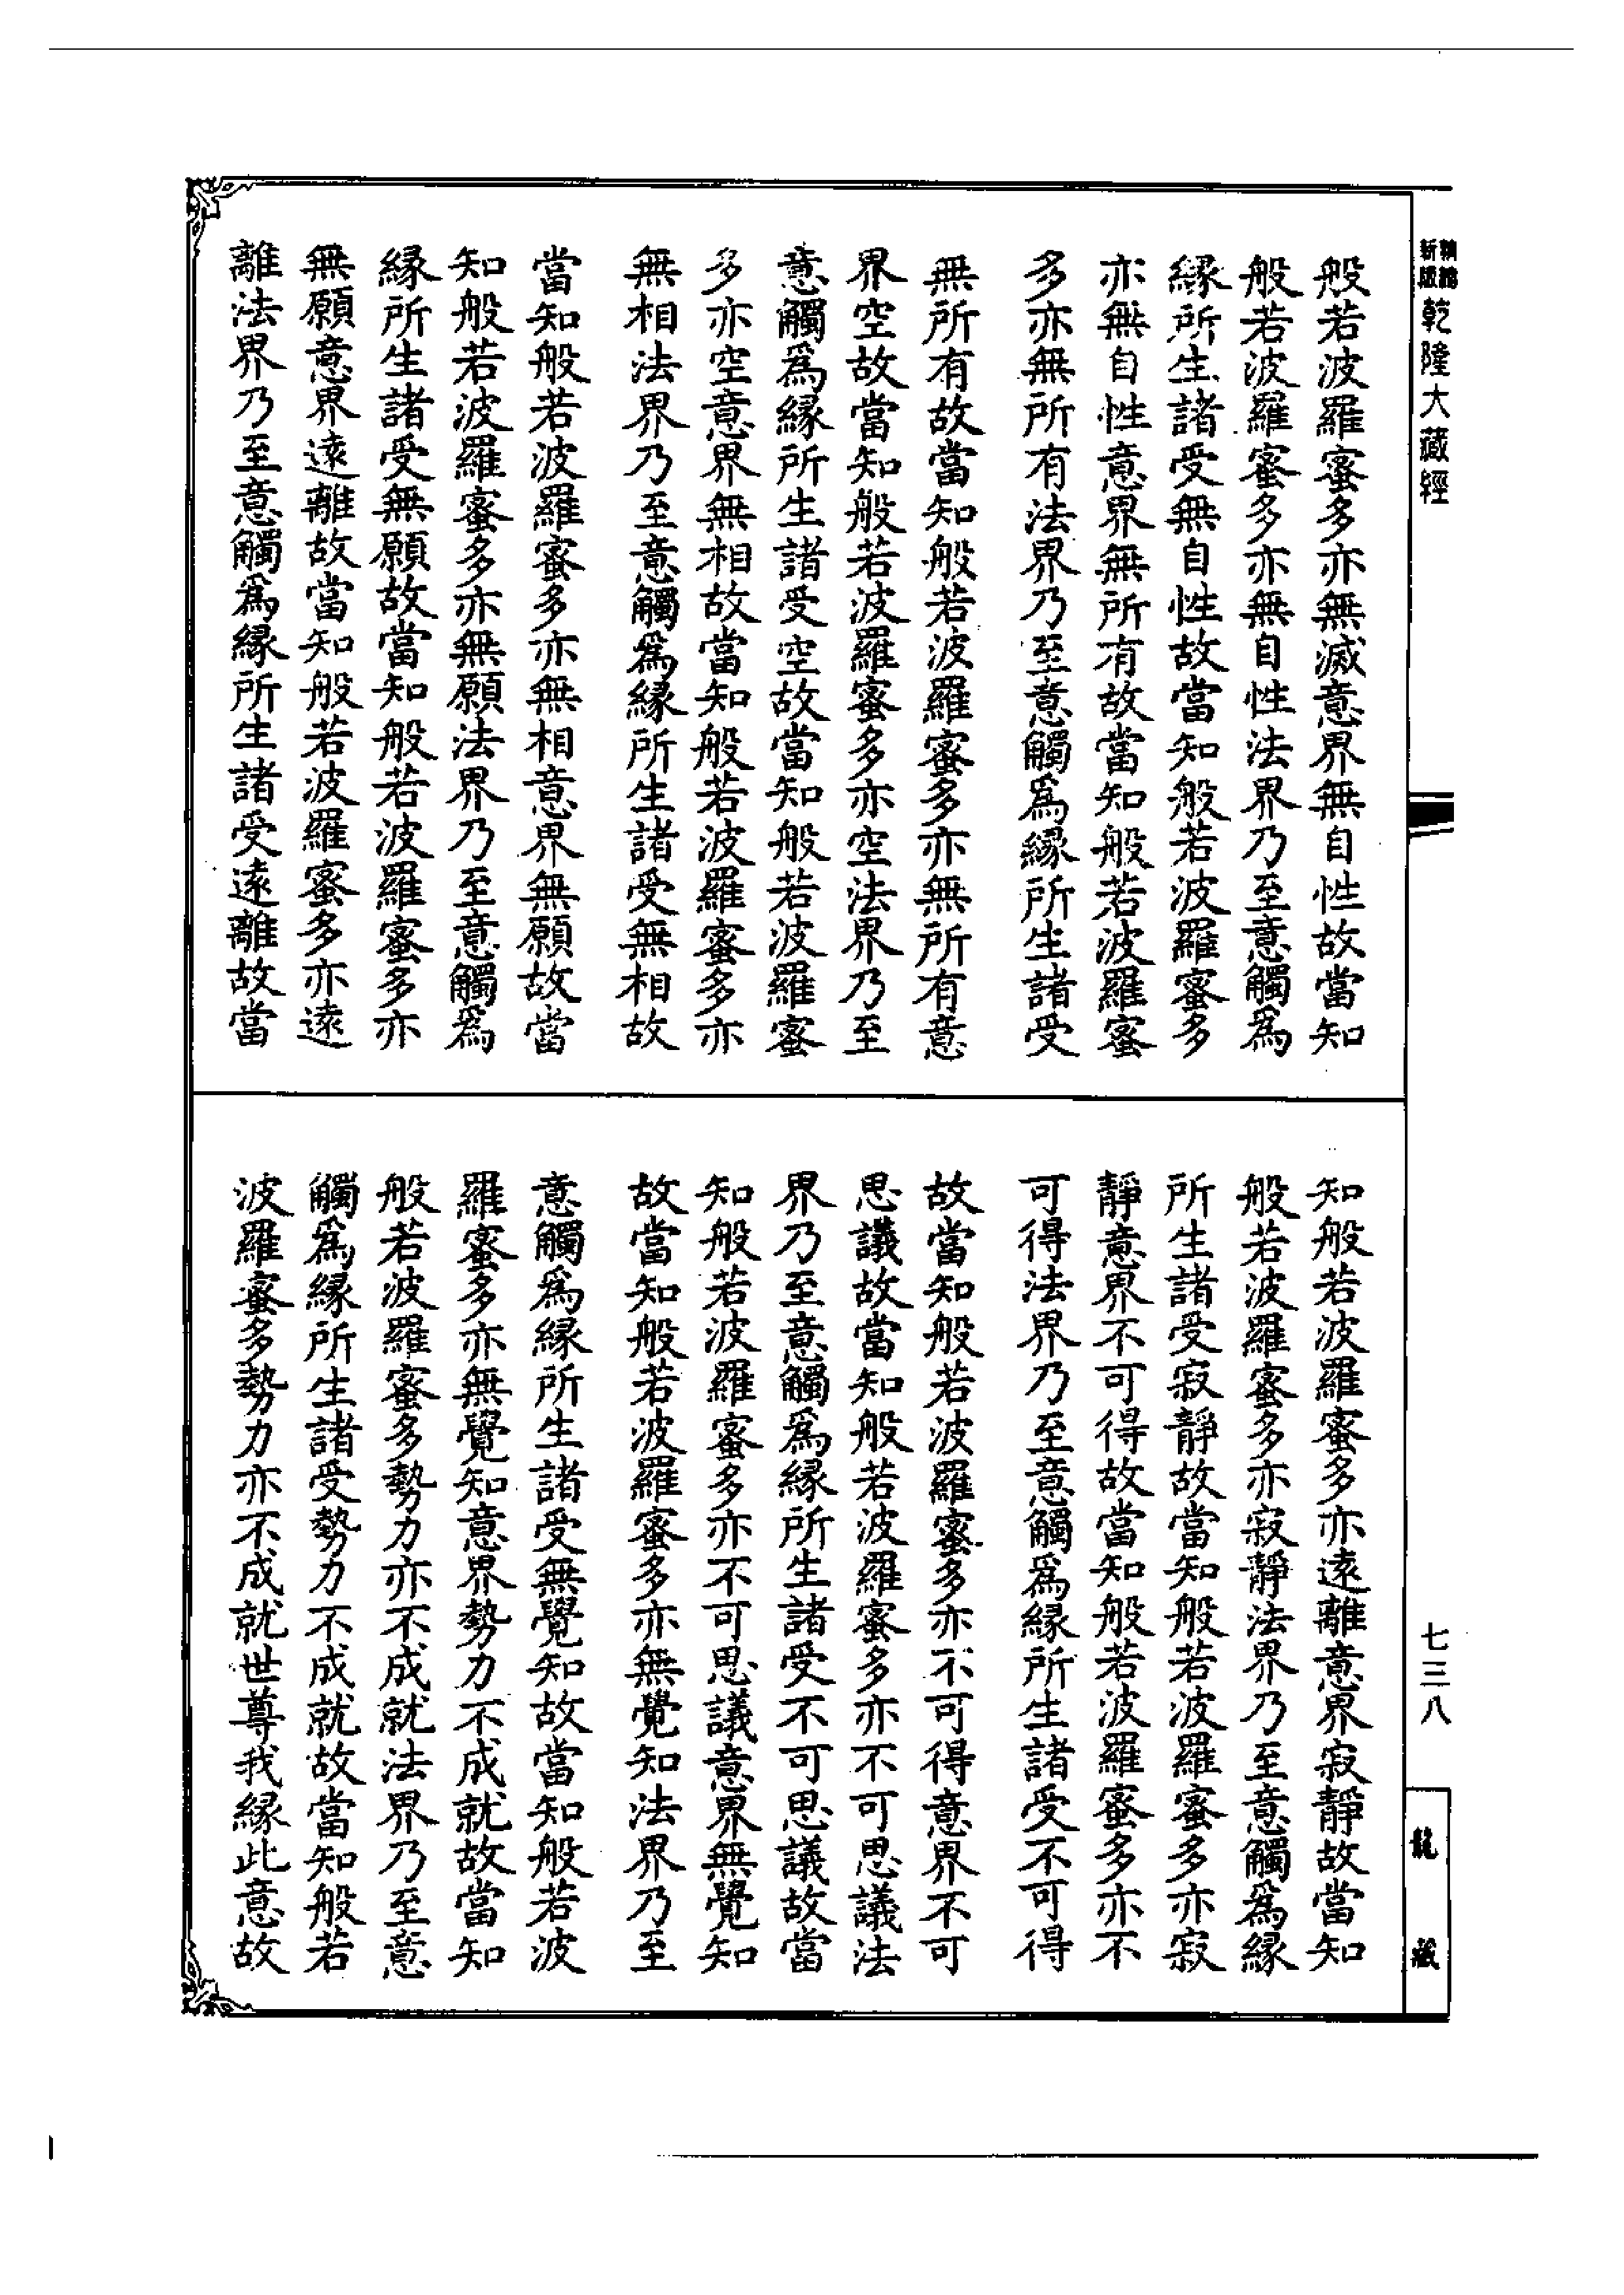 新版
精縮
乾隆大藏經
七三八
龍藏
般若波羅蜜多亦無滅意界無自性故當知
般若波羅蜜多亦無自性法界乃至意觸爲
緣所生諸受無自性故當知般若波羅蜜多
亦無自性意界無所有故當知般若波羅蜜
多亦無所有法界乃至意觸爲緣所生諸受
無所有故當知般若波羅蜜多亦無所有意
界空故當知般若波羅蜜多亦空法界乃至
意觸爲緣所生諸受空故當知般若波羅蜜
多亦空意界無相故當知般若波羅蜜多亦
無相法界乃至意觸爲緣所生諸受無相故
當知般若波羅蜜多亦無相意界無願故當
知般若波羅蜜多亦無願法界乃至意觸爲
緣所生諸受無願故當知般若波羅蜜多亦
無願意界遠離故當知般若波羅蜜多亦遠
離法界乃至意觸爲緣所生諸受遠離故當
知般若波羅蜜多亦遠離意界寂靜故當知
般若波羅蜜多亦寂靜法界乃至意觸爲緣
所生諸受寂靜故當知般若波羅蜜多亦寂
靜意界不可得故當知般若波羅蜜多亦不
可得法界乃至意觸爲緣所生諸受不可得
故當知般若波羅蜜多亦不可得意界不可
思議故當知般若波羅蜜多亦不可思議法
界乃至意觸爲緣所生諸受不可思議故當
知般若波羅蜜多亦不可思議意界無覺知
故當知般若波羅蜜多亦無覺知法界乃至
意觸爲緣所生諸受無覺知故當知般若波
羅蜜多亦無覺知意界勢力不成就故當知
般若波羅蜜多勢力亦不成就法界乃至意
觸爲緣所生諸受勢力不成就故當知般若
波羅蜜多勢力亦不成就世尊我緣此意故